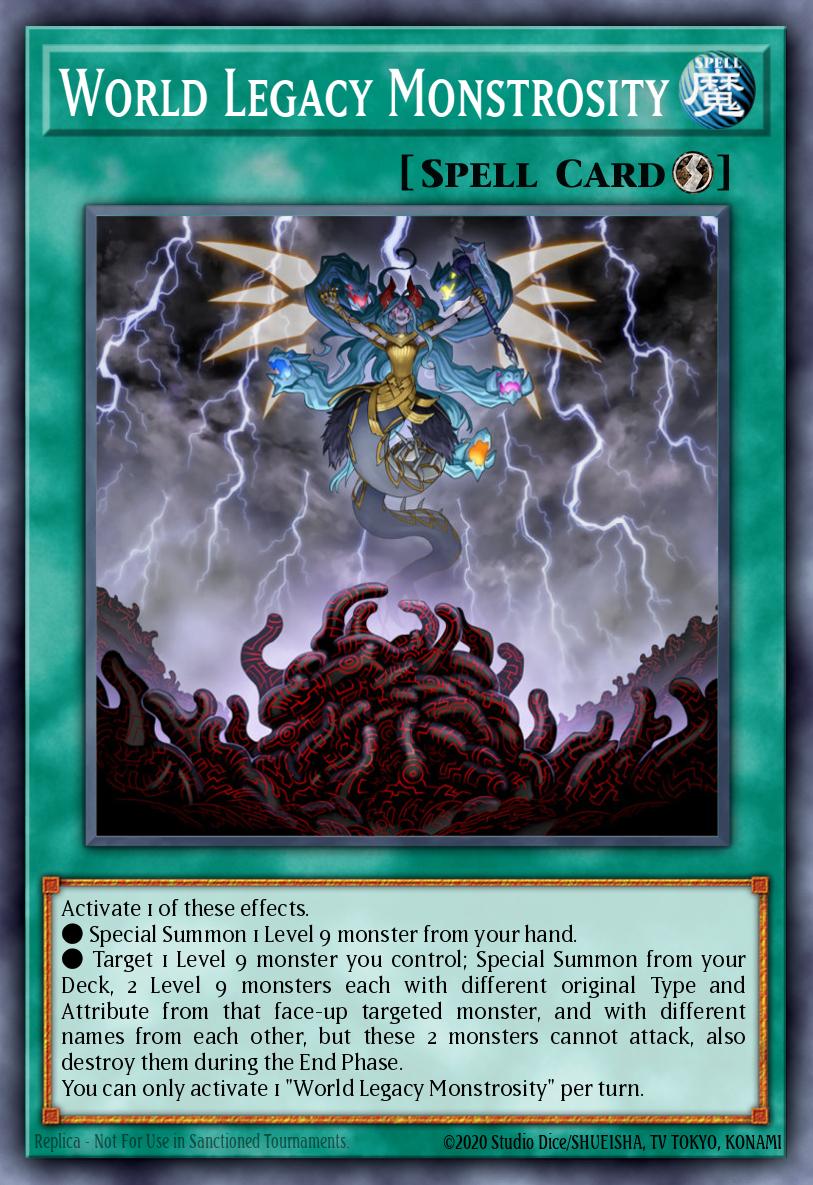 World Legacy Monstrosity
SPELL
魔
[Spell Card]
Activate 1 of these effects.
● Special Summon 1 Level 9 monster from your hand.
● Target 1 Level 9 monster you control; Special Summon from your
Deck, 2 Level 9 monsters each with different original Type and
Attribute from that face-up targeted monster, and with different
names from each other, but these 2 monsters cannot attack, also
destroy them during the End Phase.
You can only activate 1 "World Legacy Monstrosity" per turn.
Replica - Not For Use in Sanctioned Tournaments.
©2020 Studio Dice/SHUEISHA, TV TOKYO, KONAMI